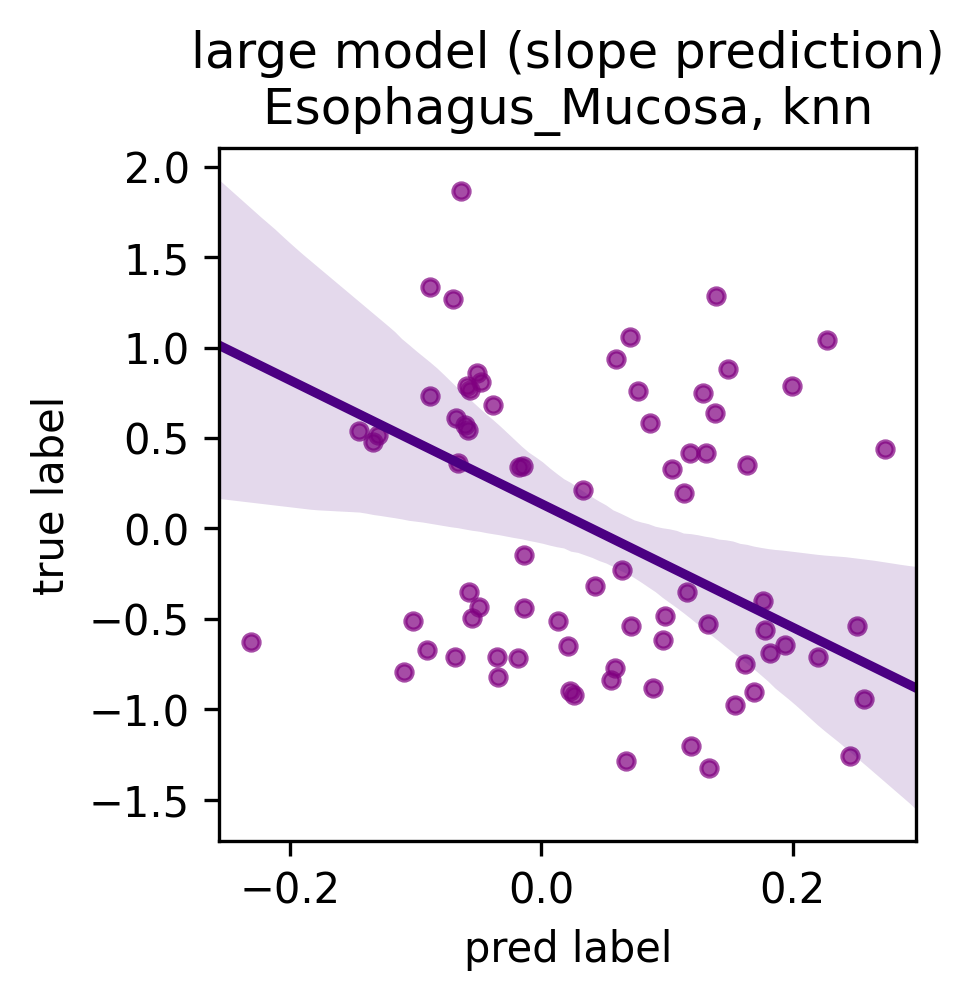 large model (slope prediction)
Esophagus_Mucosa, knn
2.0
1.5
1.0
0.5
0.0
−0.5
−1.0
−1.5
true label
−0.2
0.0
0.2
pred label